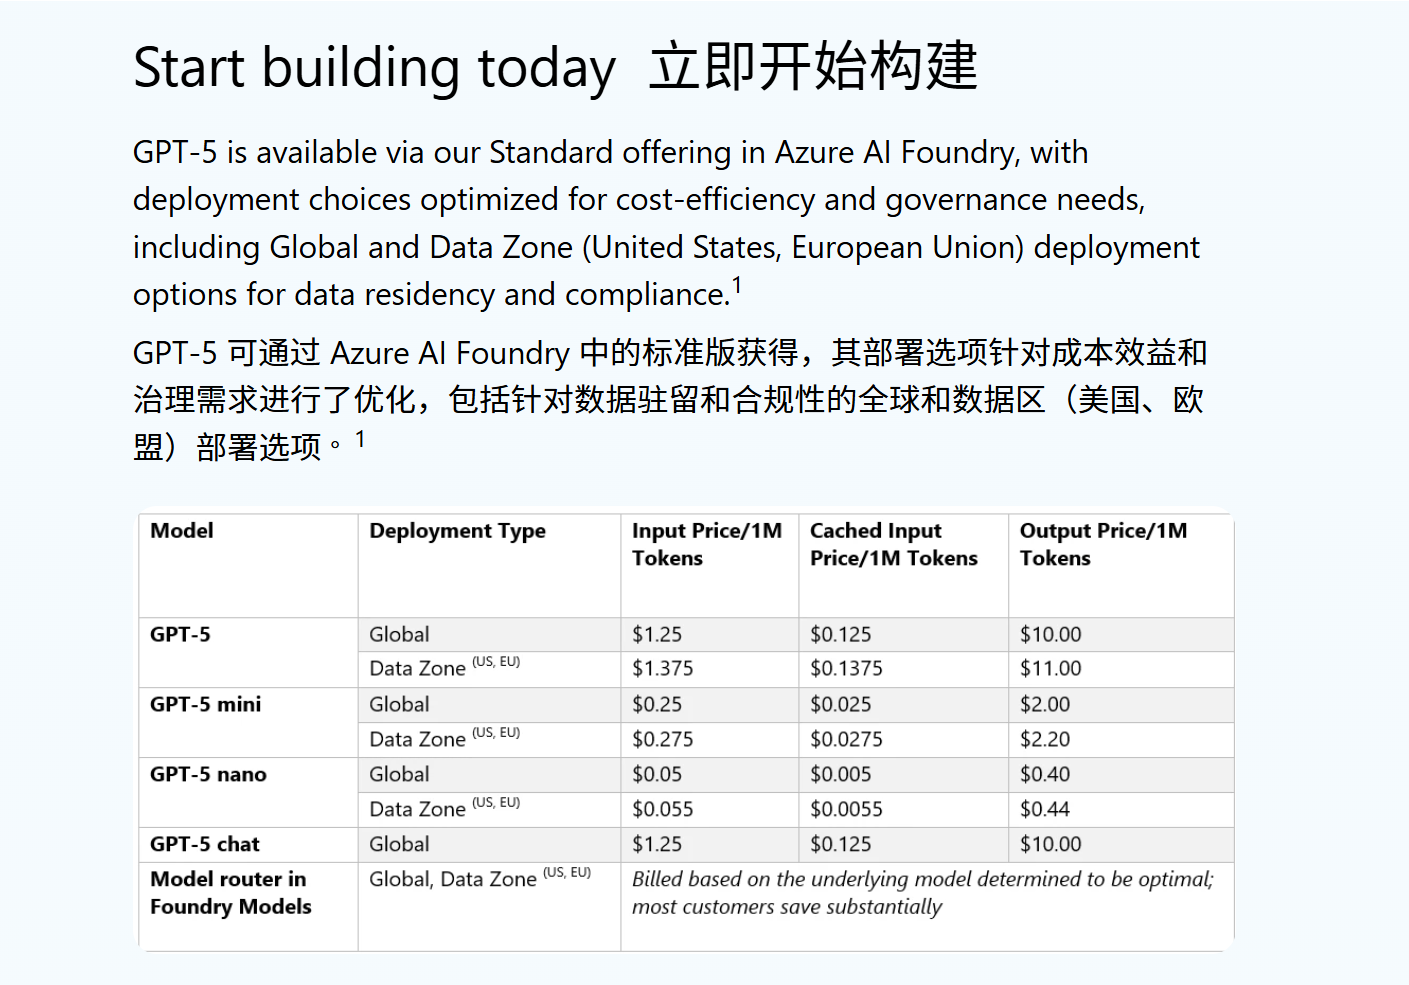 Start building today 立即开始构建
GPT-5 is available via our Standard offering in Azure AI Foundry, with
deployment choices optimized for cost-efficiency and governance needs,
including Global and Data Zone (United States, European Union) deployment
options for data residency and compliance.1
GPT-5 可通过 Azure AI Foundry 中的标准版获得，其部署选项针对成本效益和
治理需求进行了优化，包括针对数据驻留和合规性的全球和数据区（美国、欧
盟）部署选项。1
Model Deployment Type Input Price/1M Cached Input Output Price/1M
Tokens Price/1M Tokens Tokens
GPT-5 Global $1.25 $0.125 $10.00
Data Zone (US, EU) $1.375 $0.1375 $11.00
GPT-5 mini Global $0.25 $0.025 $2.00
Data Zone (US, EU) $0.275 $0.0275 $2.20
GPT-5 nano Global $0.05 $0.005 $0.40
Data Zone (US, EU) $0.055 $0.0055 $0.44
GPT-5 chat Global $1.25 $0.125 $10.00
Model router in Global, Data Zone (US, EU) Billed based on the underlying model determined to be optimal;
Foundry Models most customers save substantially